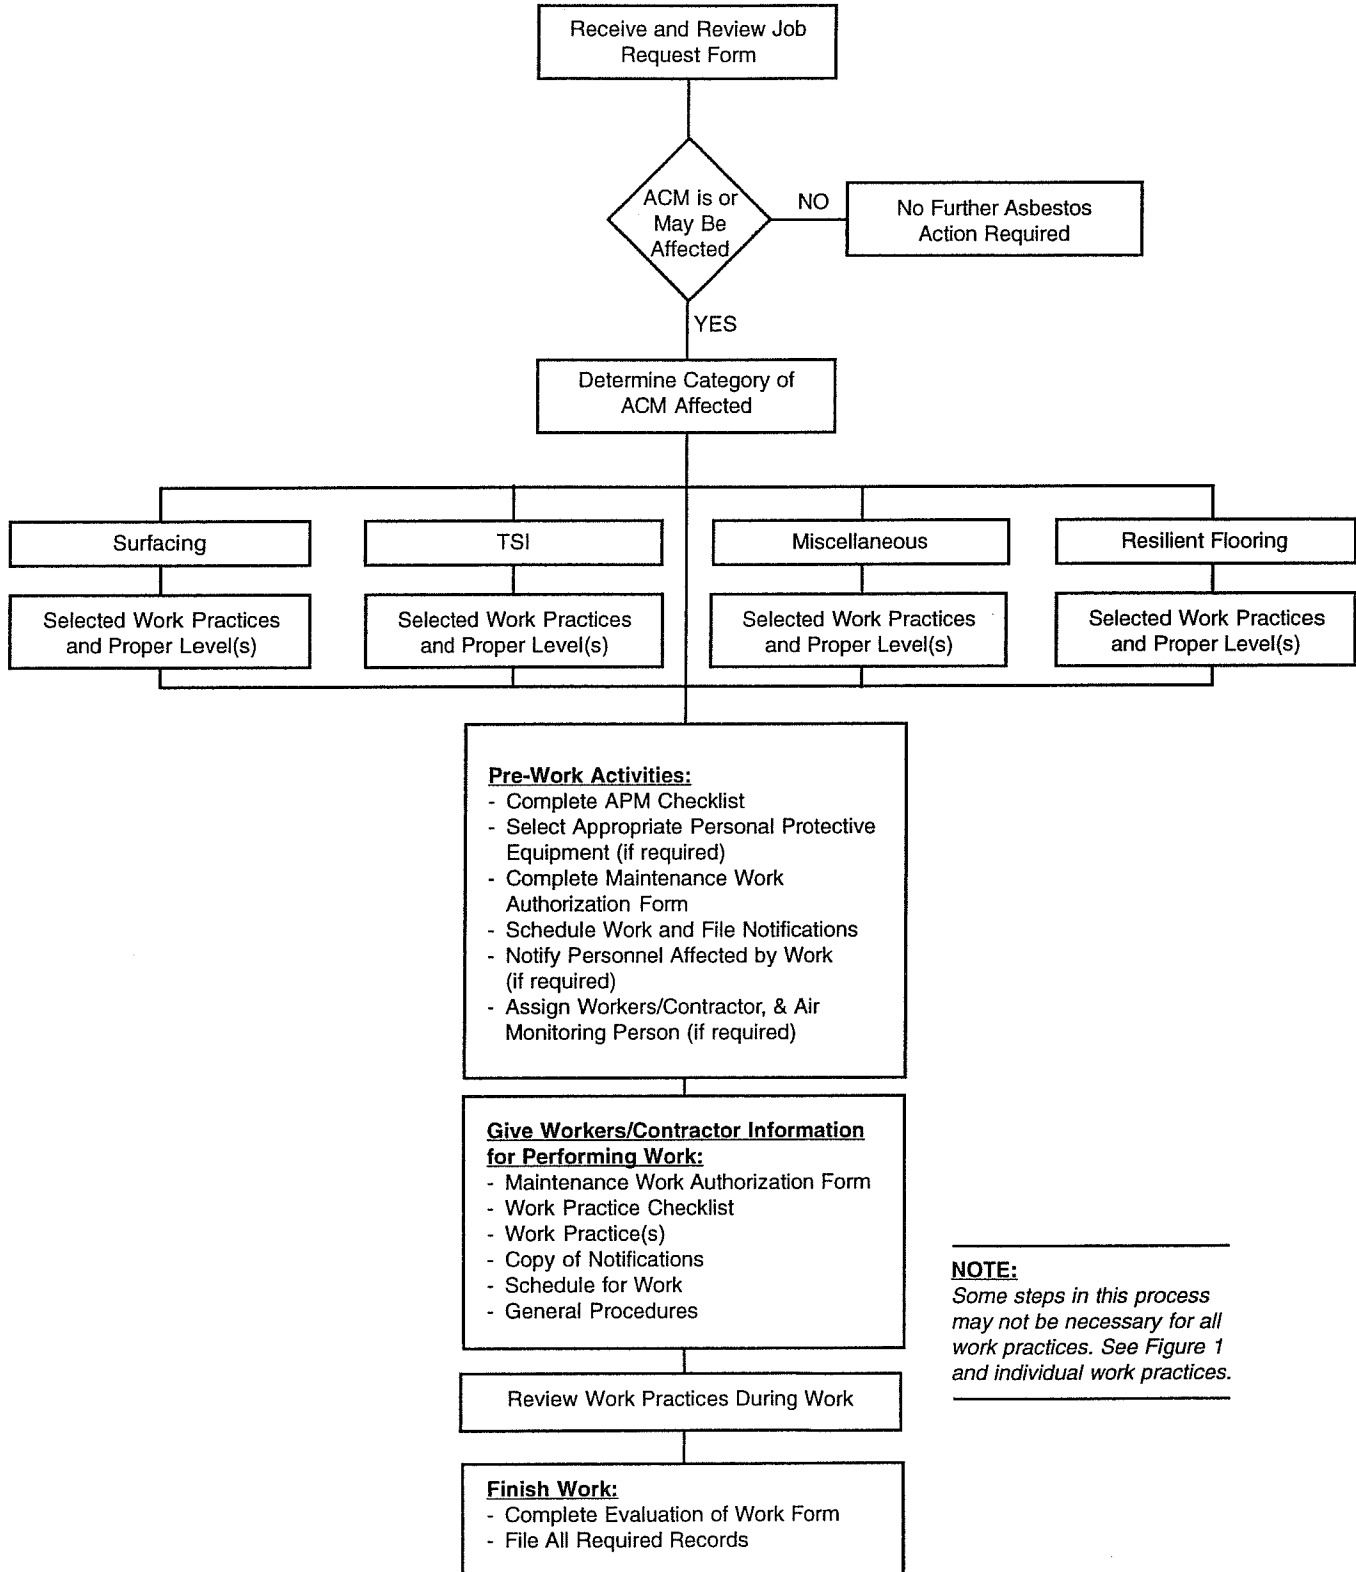 Receive and Review Job
Request Form
ACM is or
May Be
Affected
NO
No Further Asbestos
Action Required
YES
Determine Category of
ACM Affected
Surfacing
TSI
Miscellaneous
Resilient Flooring
Selected Work Practices
and Proper Level(s)
Selected Work Practices
and Proper Level(s)
Selected Work Practices
and Proper Level(s)
Selected Work Practices
and Proper Level(s)
Pre-Work Activities:
- Complete APM Checklist
- Select Appropriate Personal Protective
Equipment (if required)
- Complete Maintenance Work
Authorization Form
- Schedule Work and File Notifications
- Notify Personnel Affected by Work
(if required)
- Assign Workers/Contractor, & Air
Monitoring Person (if required)
Give Workers/Contractor Information
for Performing Work:
- Maintenance Work Authorization Form
- Work Practice Checklist
- Work Practice(s)
- Copy of Notifications
- Schedule for Work
- General Procedures
NOTE:
Some steps in this process
may not be necessary for all
work practices. See Figure 1
and individual work practices.
Review Work Practices During Work
Finish Work:
- Complete Evaluation of Work Form
- File All Required Records